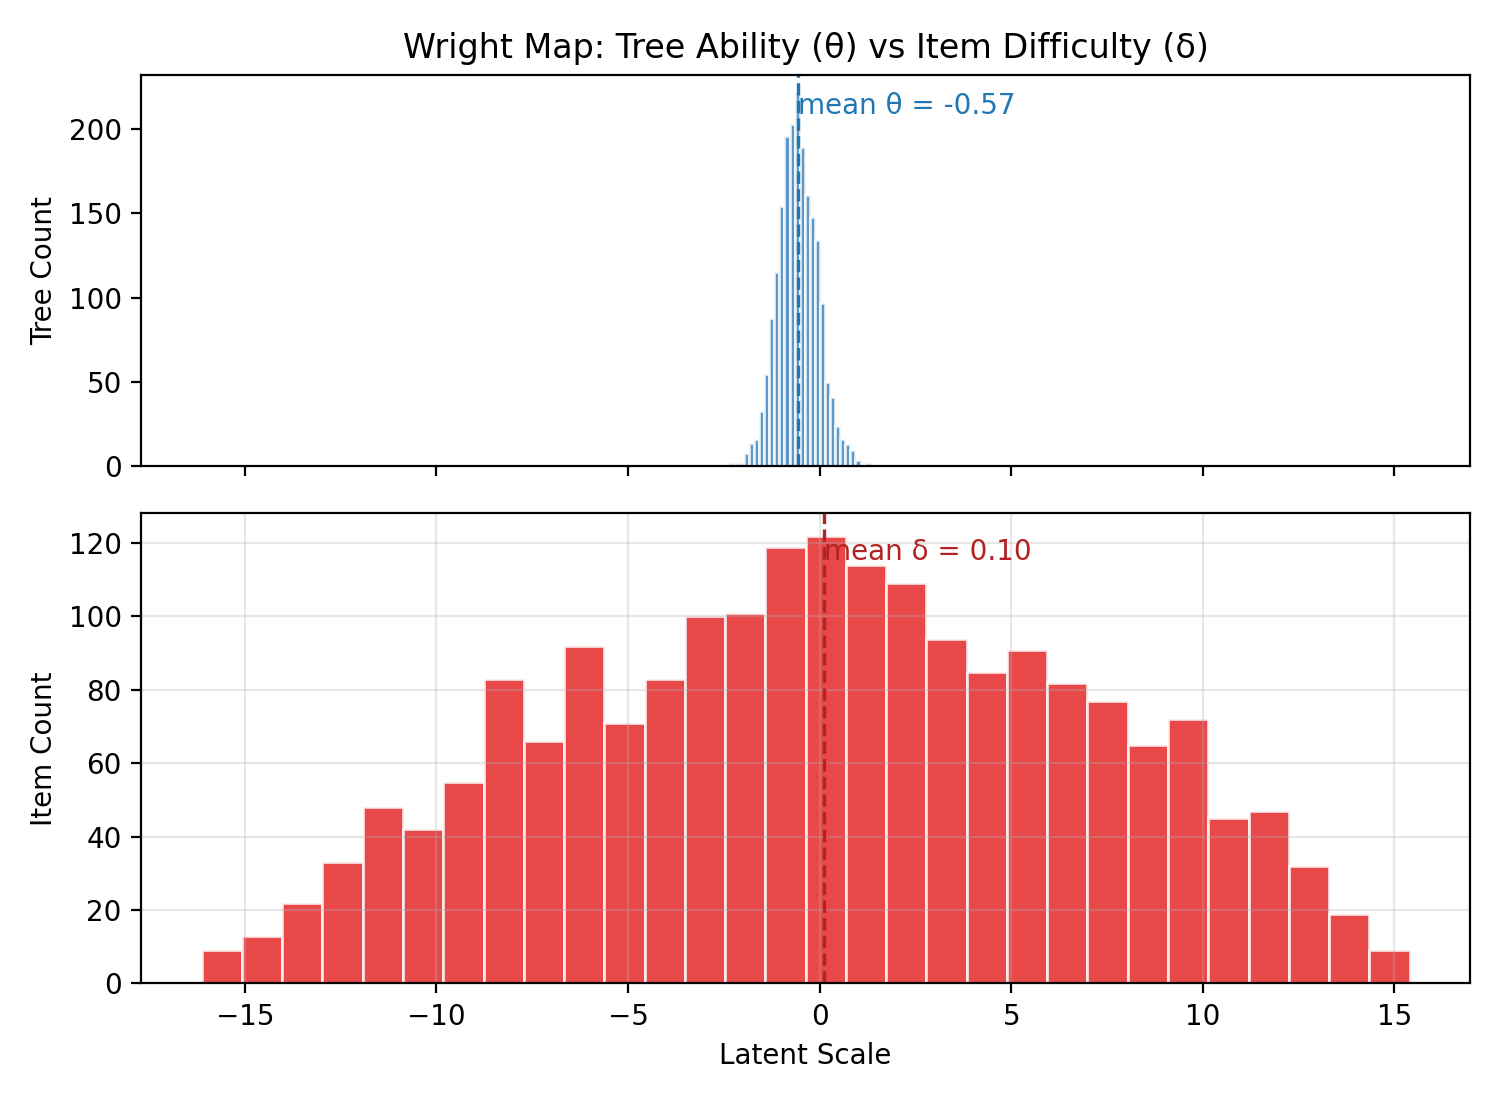 Wright Map: Tree Ability (θ) vs Item Difficulty (δ)
mean θ = -0.57
200
150
100
50
0
Tree Count
mean δ = 0.10
120
100
80
60
40
20
0
Item Count
−15 −10 −5 0 5 10 15
Latent Scale